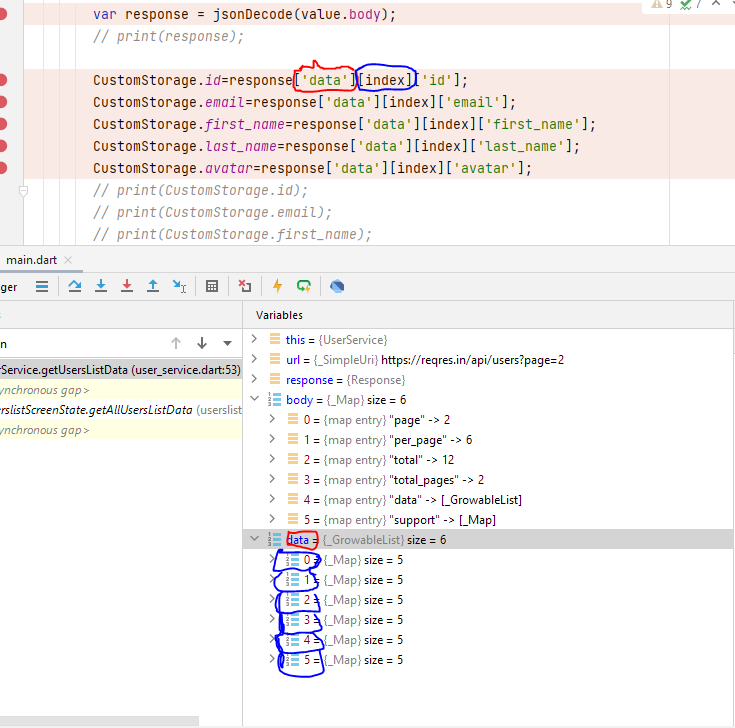 9 7
var response = jsonDecode(value.body);
// print(response);
CustomStorage.id=response['data'][index]['id'];
CustomStorage.email=response['data'][index]['email'];
CustomStorage.first_name=response['data'][index]['first_name'];
CustomStorage.last_name=response['data'][index]['last_name'];
CustomStorage.avatar=response['data'][index]['avatar'];
// print(CustomStorage.id);
// print(CustomStorage.email);
// print(CustomStorage.first_name);
main.dart
ger
Variables
n
Service.getUsersListData (user_service.dart:53)
ynchronous gap>
erslistScreenState.getAllUsersListData (userslist
ynchronous gap>
this = {UserService}
url = {_SimpleUri} https://reqres.in/api/users?page=2
response = {Response}
body = {_Map} size = 6
0 = {map entry} "page" -> 2
1 = {map entry} "per_page" -> 6
2 = {map entry} "total" -> 12
3 = {map entry} "total_pages" -> 2
4 = {map entry} "data" -> [_GrowableList]
5 = {map entry} "support" -> [_Map]
data = {_GrowableList} size = 6
0 = {_Map} size = 5
1 = {_Map} size = 5
2 = {_Map} size = 5
3 = {_Map} size = 5
4 = {_Map} size = 5
5 = {_Map} size = 5